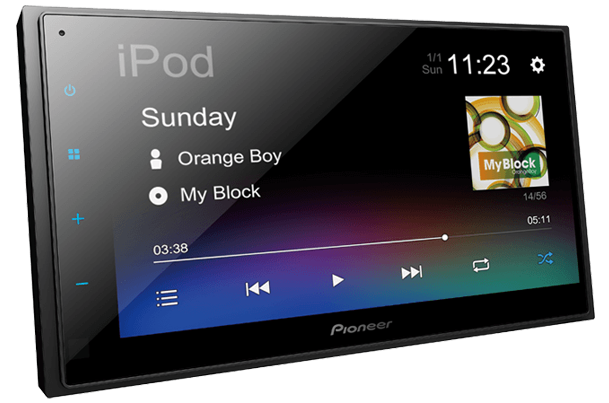 iPod
1/1
Sun
11:23
Sunday
Orange Boy
My Block
MyBlock
OrangeBoy
14/56
03:38
05:11
Pioneer